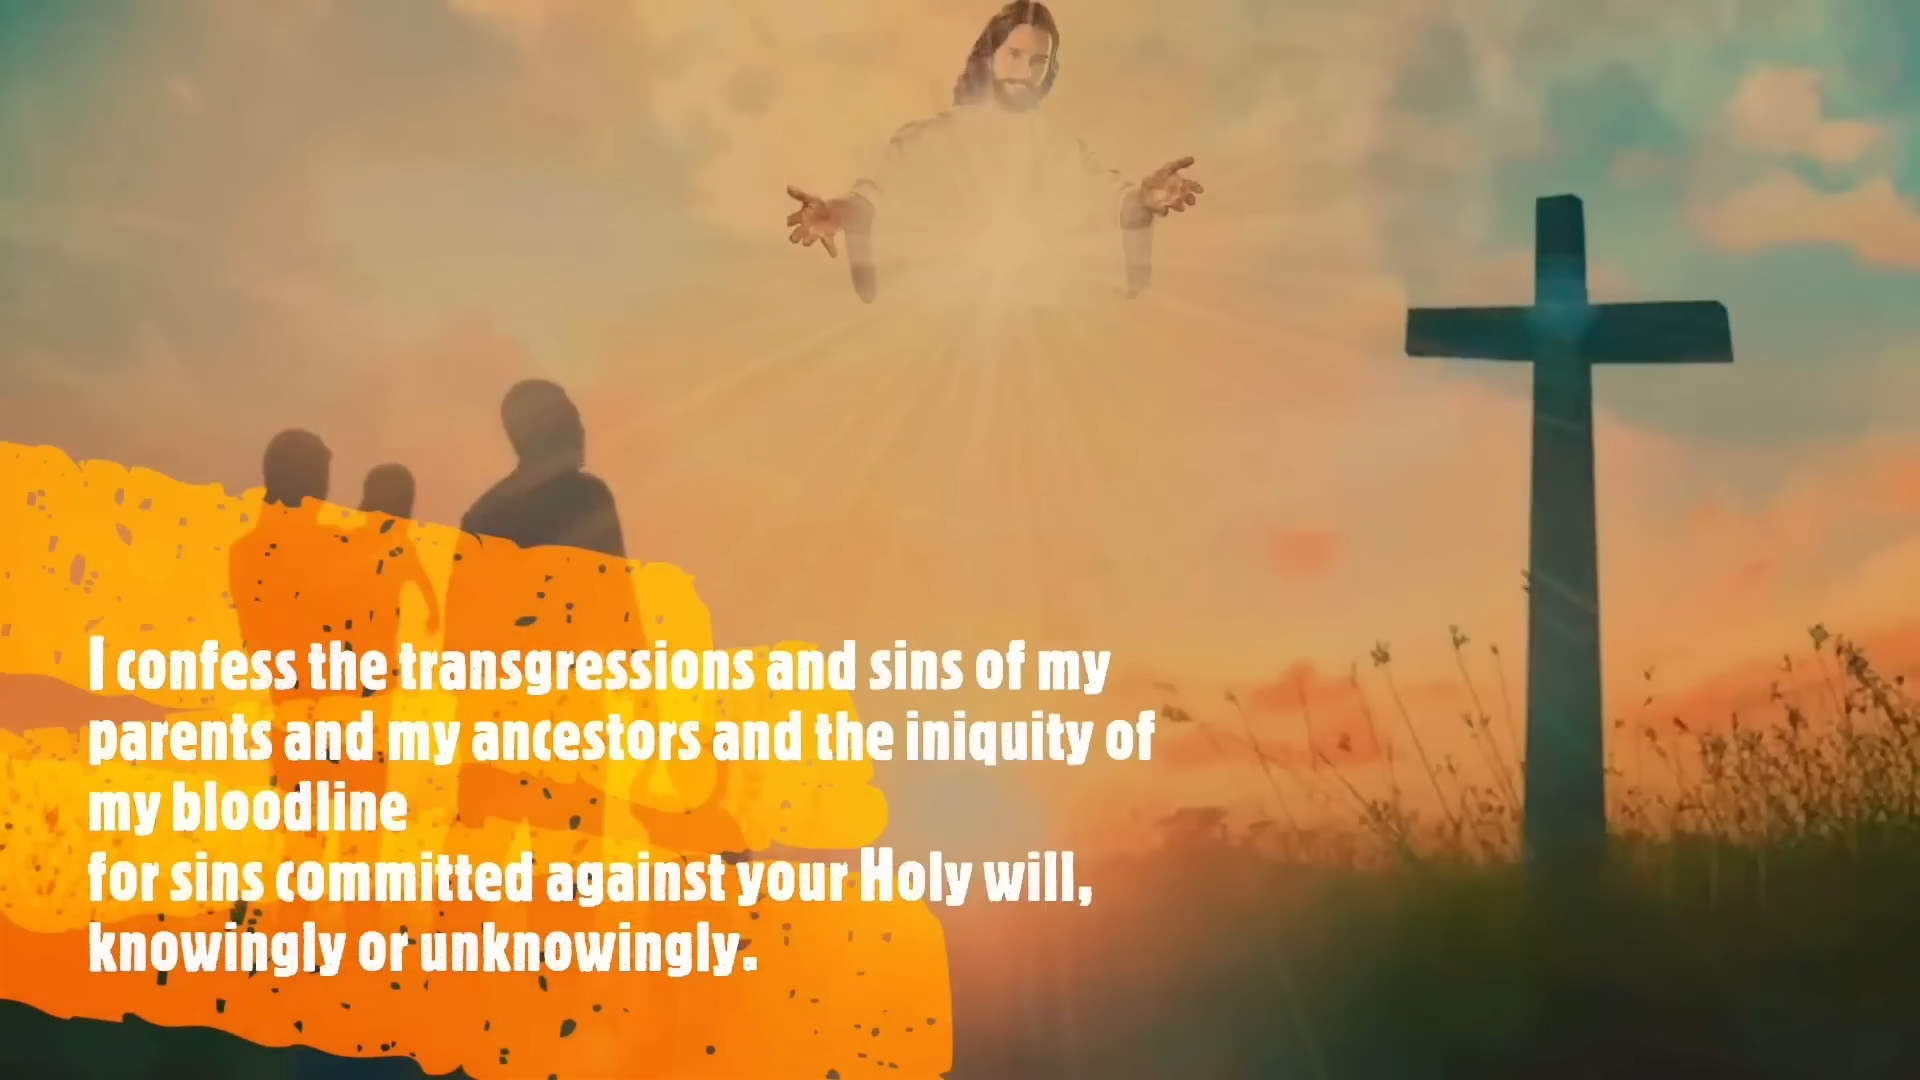 I confess the transgressions and sins of my
parents and my ancestors and the iniquity of
my bloodline
for sins committed against your Holy will,
knowingly or unknowingly.